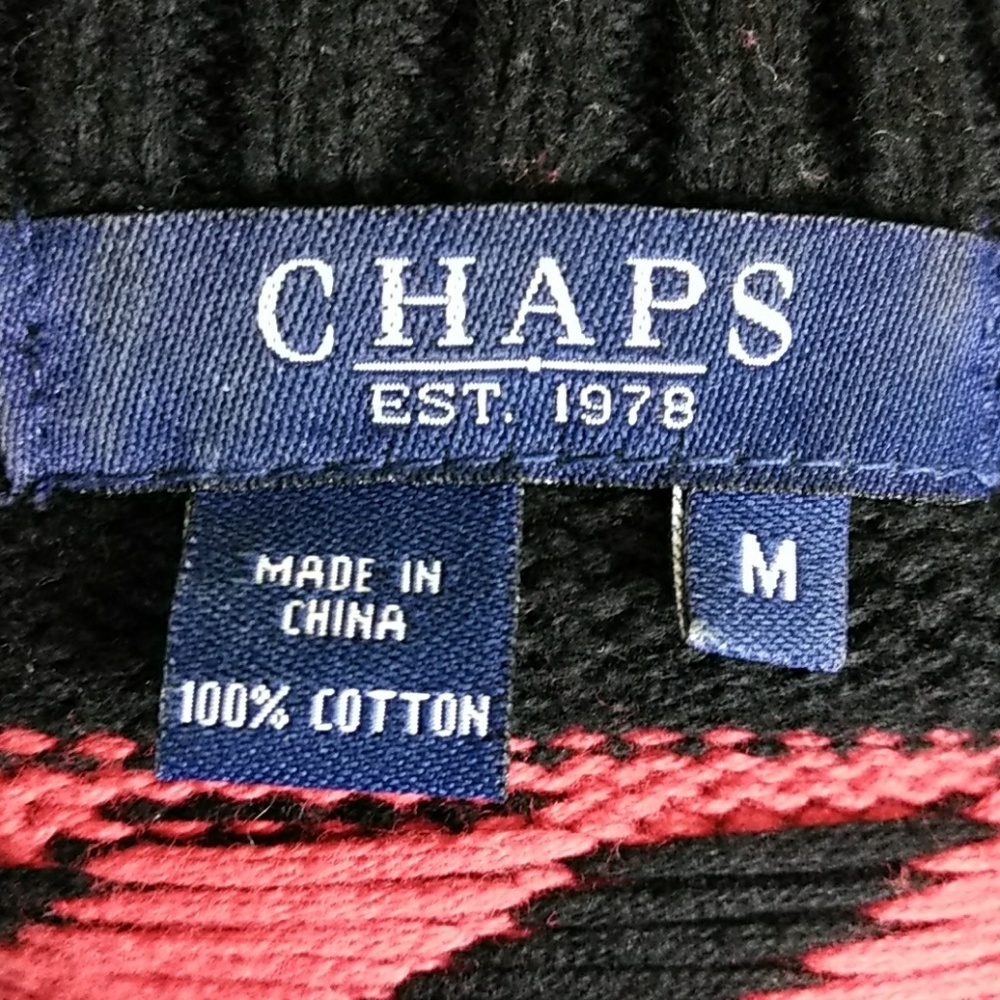 CHAPS
EST. 1978
MADE IN
CHINA
100% COTTON
M